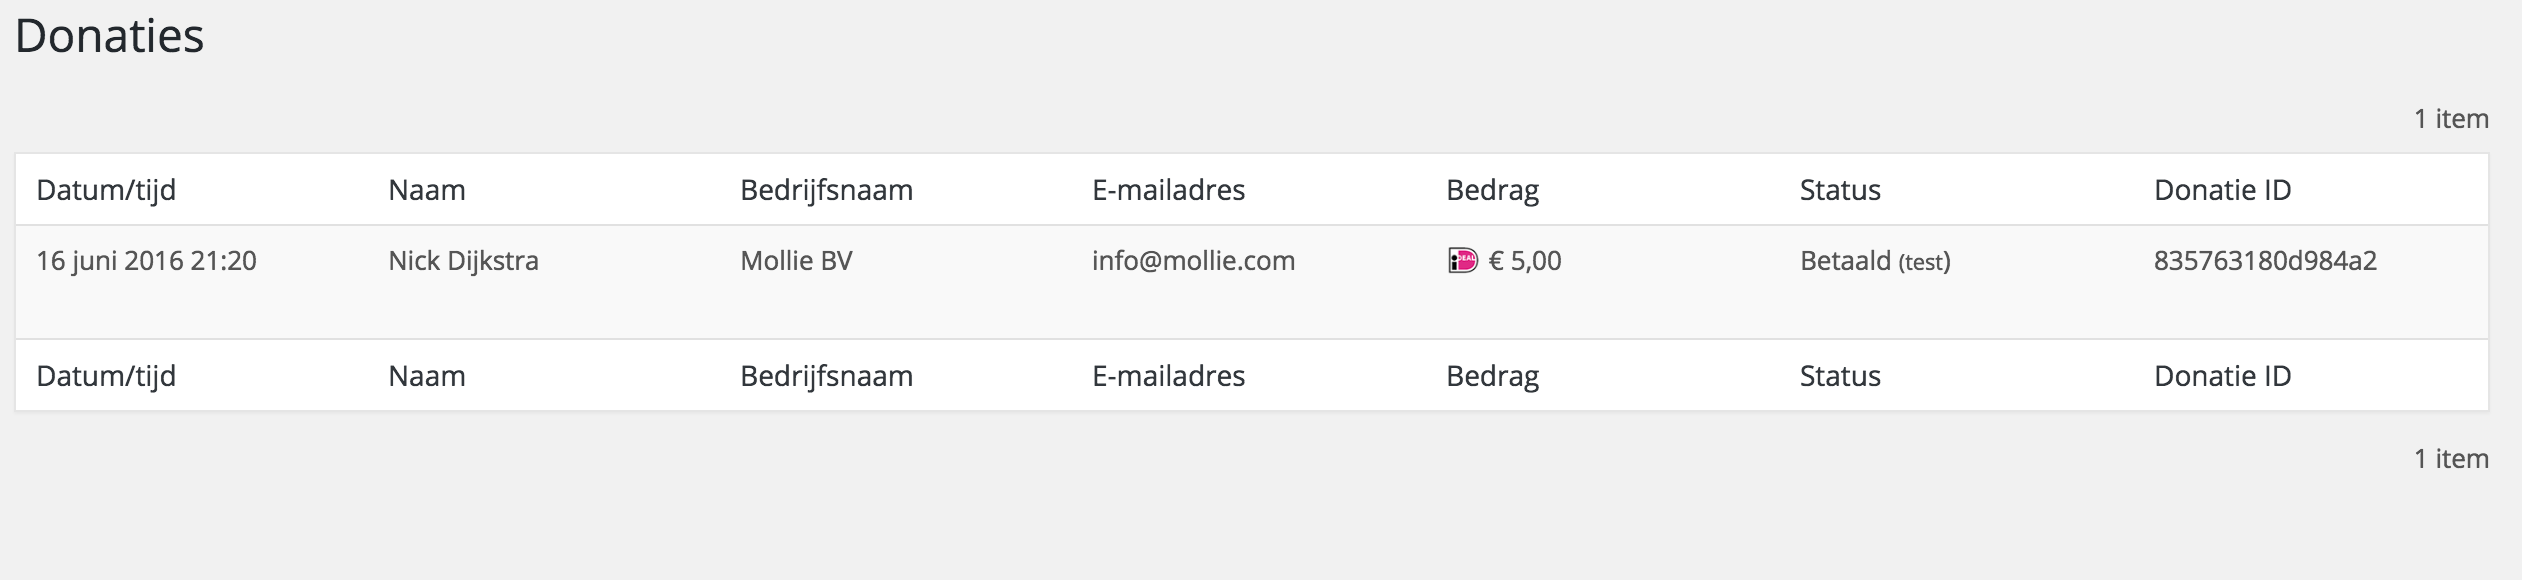 Donaties
1 item
Datum/tijd Naam Bedrijfsnaam E-mailadres Bedrag Status Donatie ID
16 juni 2016 21:20 Nick Dijkstra Mollie BV info@mollie.com iDEAL € 5,00 Betaald (test) 835763180d984a2
Datum/tijd Naam Bedrijfsnaam E-mailadres Bedrag Status Donatie ID
1 item